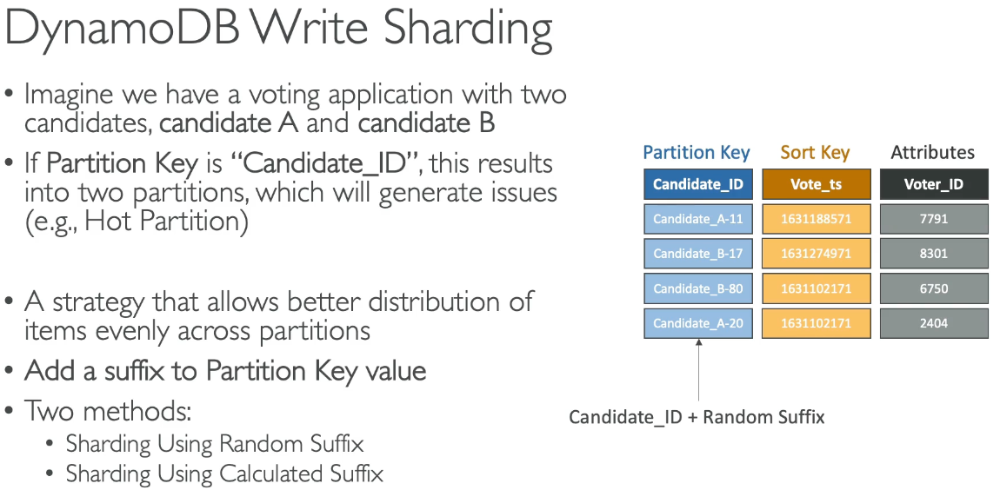 DynamoDB Write Sharding
• Imagine we have a voting application with two
candidates, candidate A and candidate B
• If Partition Key is “Candidate_ID”, this results
into two partitions, which will generate issues
(e.g., Hot Partition)
• A strategy that allows better distribution of
items evenly across partitions
• Add a suffix to Partition Key value
• Two methods:
• Sharding Using Random Suffix
• Sharding Using Calculated Suffix
Partition Key Sort Key Attributes
Candidate_ID Vote_ts Voter_ID
Candidate_A-11 1631188571 7791
Candidate_B-17 1631274971 8301
Candidate_B-80 1631102171 6750
Candidate_A-20 1631102171 2404
Candidate_ID + Random Suffix